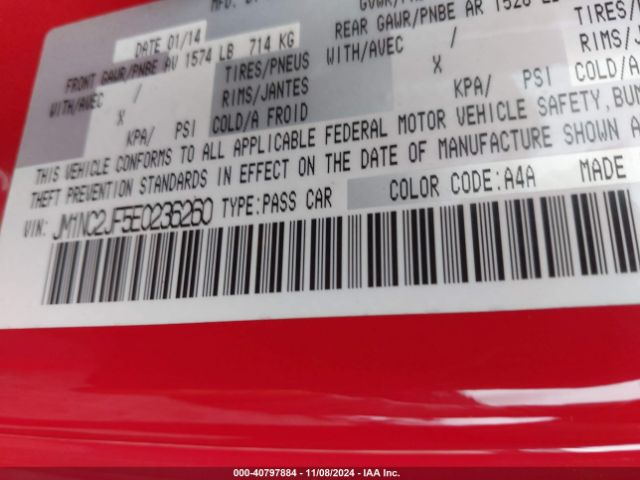 DATE 01/14
FRONT GAWR/PNBE AV 1574 LB 714 KG
WITH/AVEC / TIRES/PNEUS
X RIMS/JANTES
KPA/ PSI COLD/A FROID
REAR GAWR/PNBE AR 1526
WITH/AVEC / TIRES/
X RIMS/J
KPA/ PSI COLD/A
THIS VEHICLE CONFORMS TO ALL APPLICABLE FEDERAL MOTOR VEHICLE SAFETY, BUM
THEFT PREVENTION STANDARDS IN EFFECT ON THE DATE OF MANUFACTURE SHOWN A
VIN: JM1NC2JF5E0235260 TYPE:PASS CAR COLOR CODE:A4A MADE
000-40797884 - 11/08/2024 - IAA Inc.